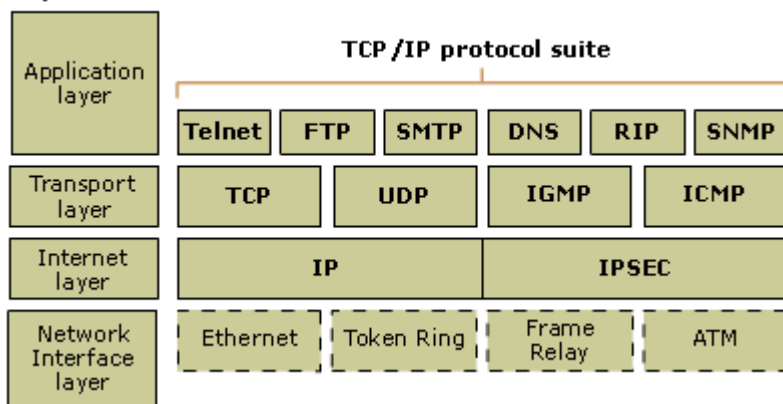 TCP/IP protocol suite
Application
layer
Telnet FTP SMTP DNS RIP SNMP
Transport
layer
TCP UDP IGMP ICMP
Internet
layer
IP IPSEC
Network
Interface
layer
Ethernet Token Ring Frame
Relay ATM